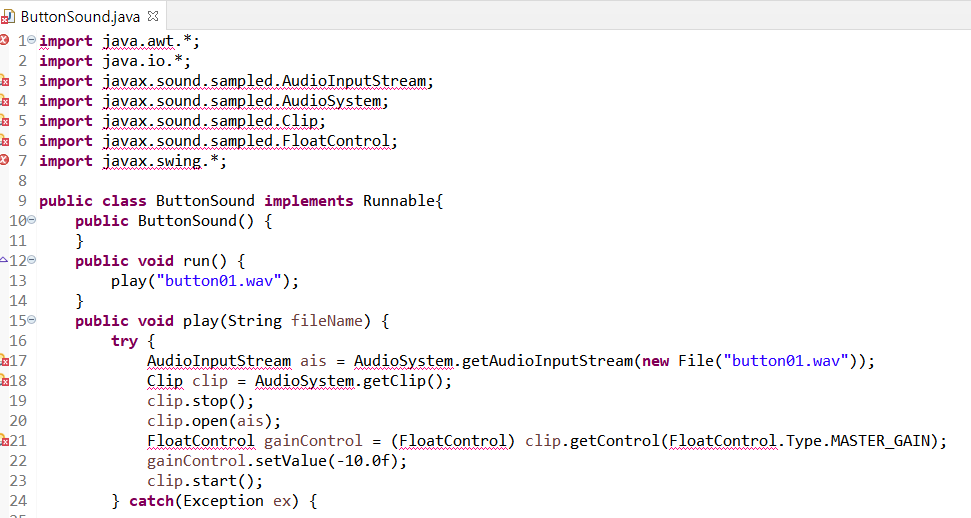 ButtonSound.java
1 import java.awt.*;
2 import java.io.*;
3 import javax.sound.sampled.AudioInputStream;
4 import javax.sound.sampled.AudioSystem;
5 import javax.sound.sampled.Clip;
6 import javax.sound.sampled.FloatControl;
7 import javax.swing.*;
8
9 public class ButtonSound implements Runnable{
10     public ButtonSound() {
11     }
12     public void run() {
13         play("button01.wav");
14     }
15     public void play(String fileName) {
16         try {
17             AudioInputStream ais = AudioSystem.getAudioInputStream(new File("button01.wav"));
18             Clip clip = AudioSystem.getClip();
19             clip.stop();
20             clip.open(ais);
21             FloatControl gainControl = (FloatControl) clip.getControl(FloatControl.Type.MASTER_GAIN);
22             gainControl.setValue(-10.0f);
23             clip.start();
24         } catch(Exception ex) {